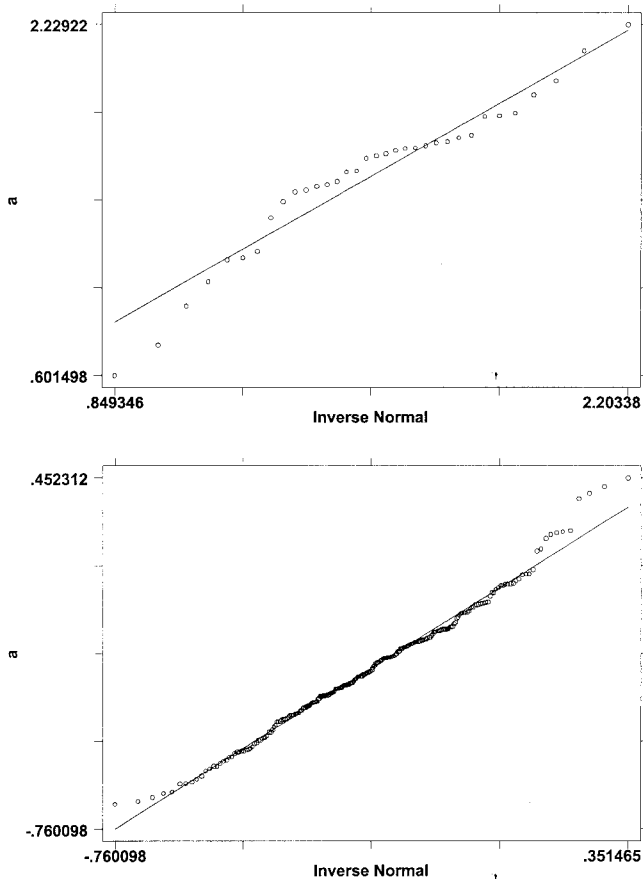 2.22922
a
.601498
.849346
2.20338
Inverse Normal
.452312
a
-.760098
-.760098
.351465
Inverse Normal